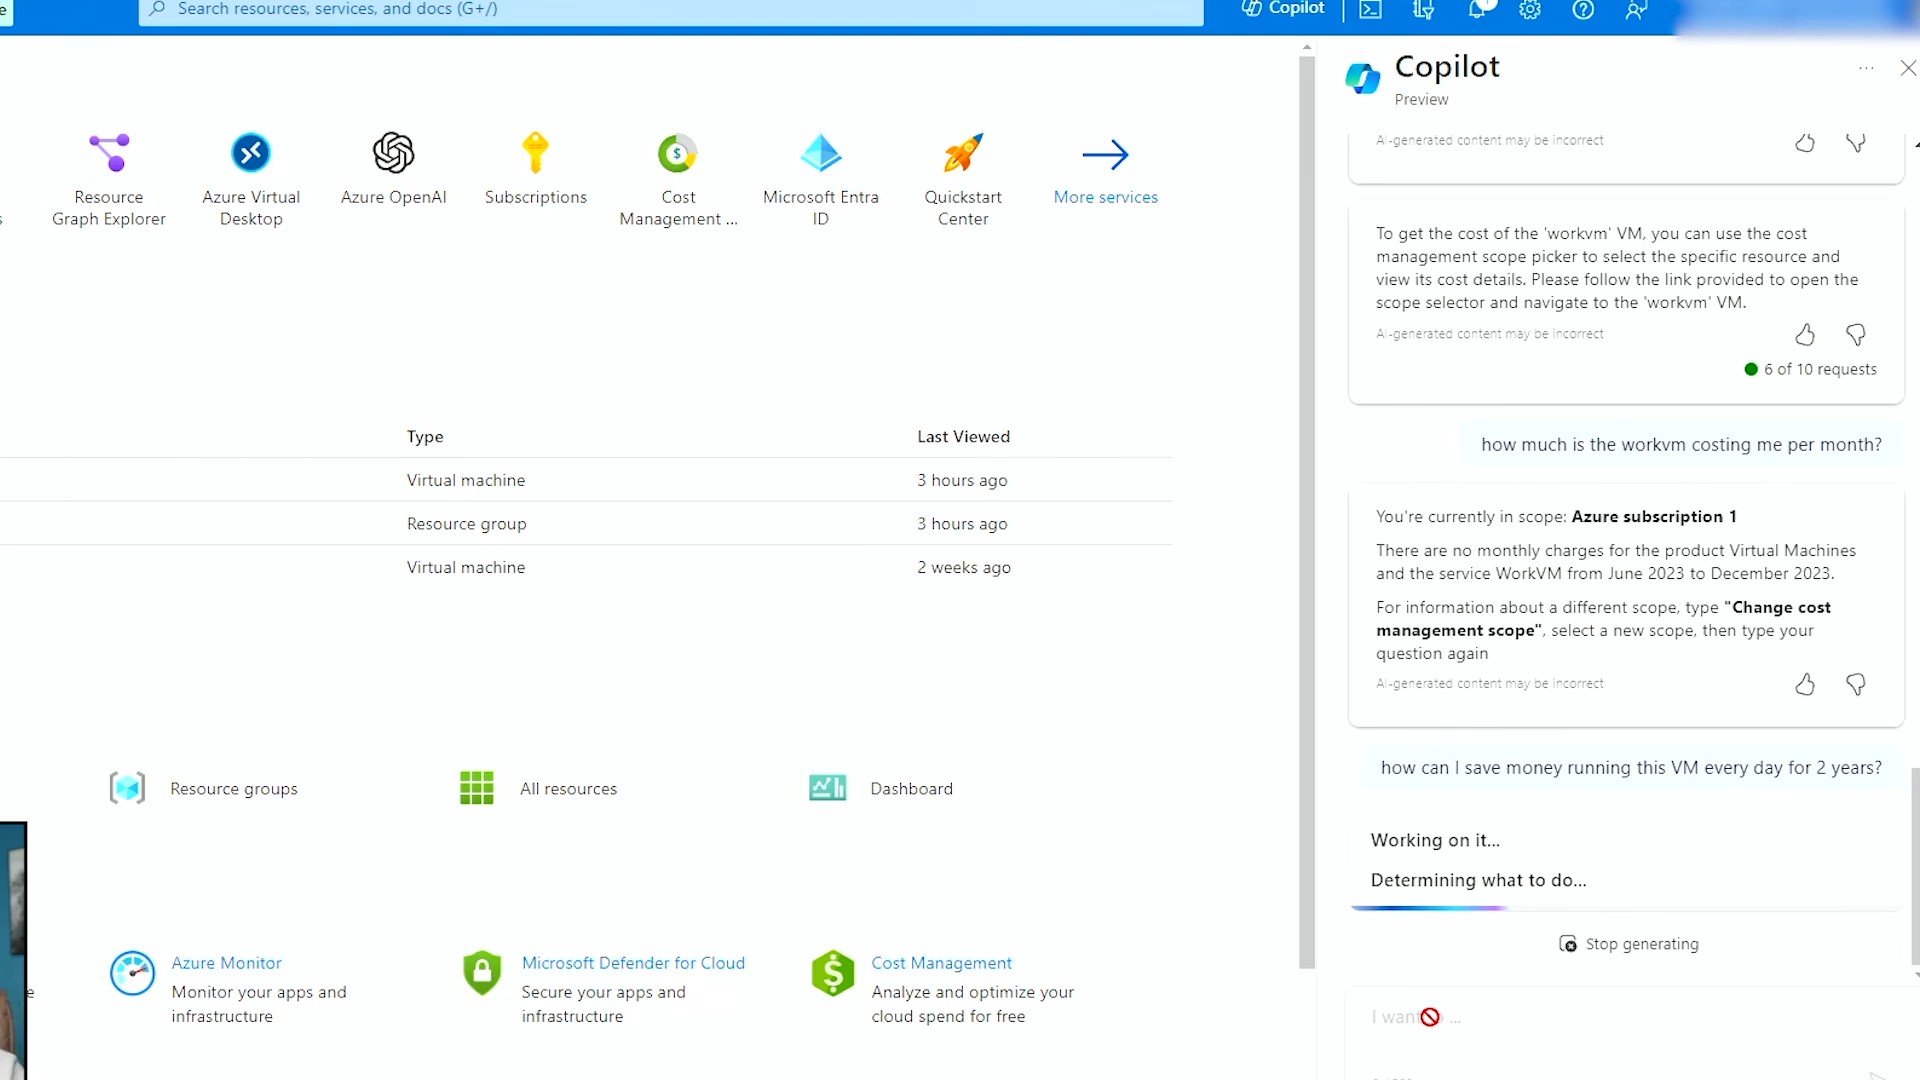 e
Search resources, services, and docs (G+/)
Copilot
1
Copilot
Preview
AI-generated content may be incorrect
s
Resource
Graph Explorer
Azure Virtual
Desktop
Azure OpenAI
Subscriptions
Cost
Management ...
Microsoft Entra
ID
Quickstart
Center
More services
To get the cost of the 'workvm' VM, you can use the cost
management scope picker to select the specific resource and
view its cost details. Please follow the link provided to open the
scope selector and navigate to the 'workvm' VM.
AI-generated content may be incorrect
6 of 10 requests
Type
Last Viewed
Virtual machine
3 hours ago
Resource group
3 hours ago
Virtual machine
2 weeks ago
how much is the workvm costing me per month?
You're currently in scope: Azure subscription 1
There are no monthly charges for the product Virtual Machines
and the service WorkVM from June 2023 to December 2023.
For information about a different scope, type "Change cost
management scope", select a new scope, then type your
question again
AI-generated content may be incorrect
how can I save money running this VM every day for 2 years?
Resource groups
All resources
Dashboard
Working on it...
Determining what to do...
Stop generating
Azure Monitor
Monitor your apps and
infrastructure
Microsoft Defender for Cloud
Secure your apps and
infrastructure
Cost Management
Analyze and optimize your
cloud spend for free
e
I want ...